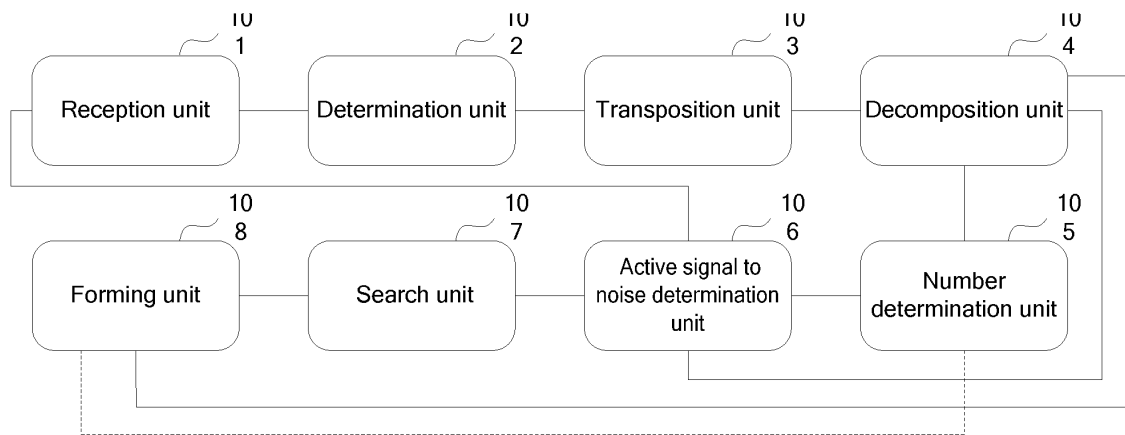 10
1
10
2
10
3
10
4
Reception unit
Determination unit
Transposition unit
Decomposition unit
10
8
10
7
10
6
10
5
Forming unit
Search unit
Active signal to
noise determination
unit
Number
determination unit